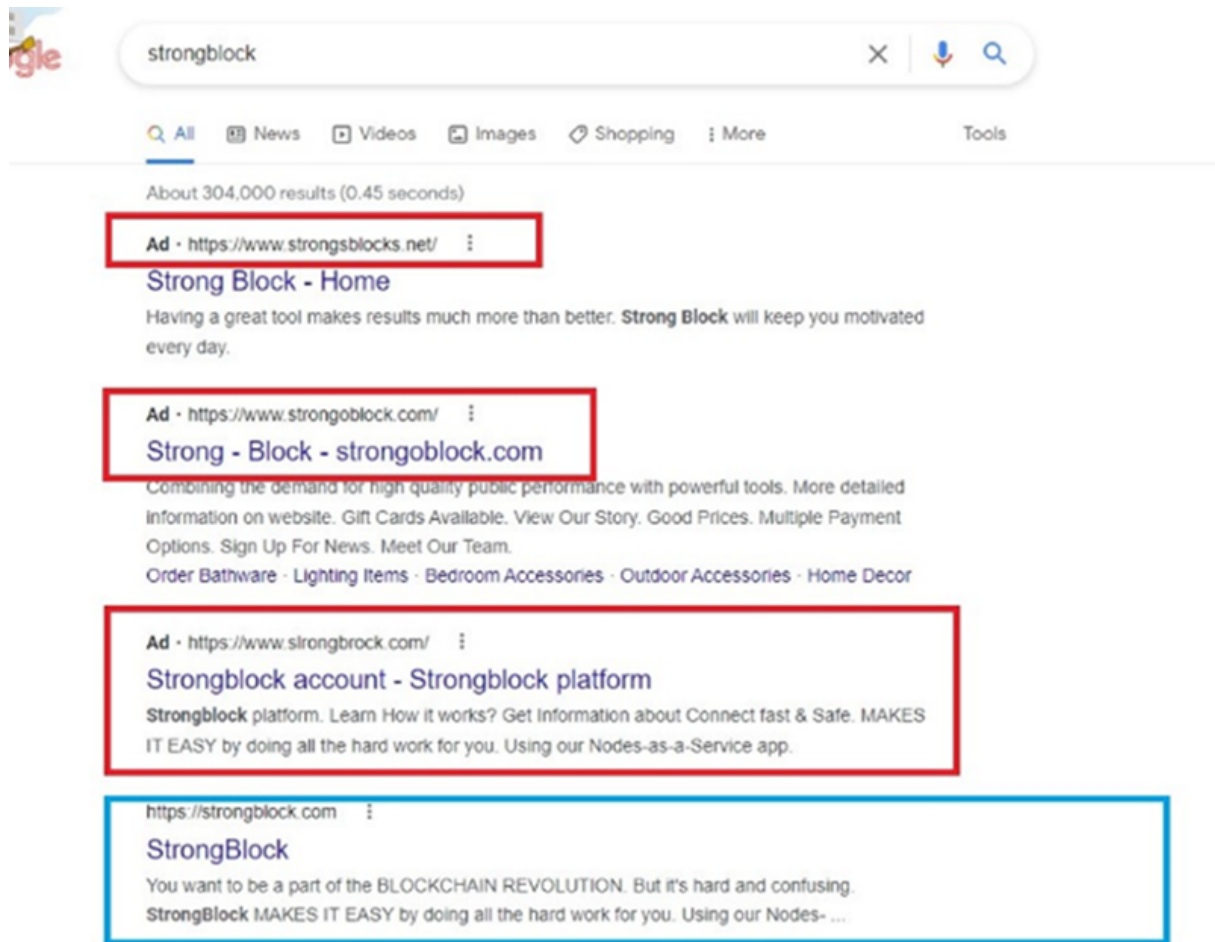 gle
strongblock
All News Videos Images Shopping More Tools
About 304,000 results (0.45 seconds)
Ad · https://www.strongsblocks.net/
Strong Block - Home
Having a great tool makes results much more than better. Strong Block will keep you motivated
every day.
Ad · https://www.strongoblock.com/
Strong - Block - strongoblock.com
Combining the demand for high quality public performance with powerful tools. More detailed
information on website. Gift Cards Available. View Our Story. Good Prices. Multiple Payment
Options. Sign Up For News. Meet Our Team.
Order Bathware · Lighting Items · Bedroom Accessories · Outdoor Accessories · Home Decor
Ad · https://www.slrongbrock.com/
Strongblock account - Strongblock platform
Strongblock platform. Learn How it works? Get Information about Connect fast & Safe. MAKES
IT EASY by doing all the hard work for you. Using our Nodes-as-a-Service app.
https://strongblock.com
StrongBlock
You want to be a part of the BLOCKCHAIN REVOLUTION. But it's hard and confusing.
StrongBlock MAKES IT EASY by doing all the hard work for you. Using our Nodes- ...